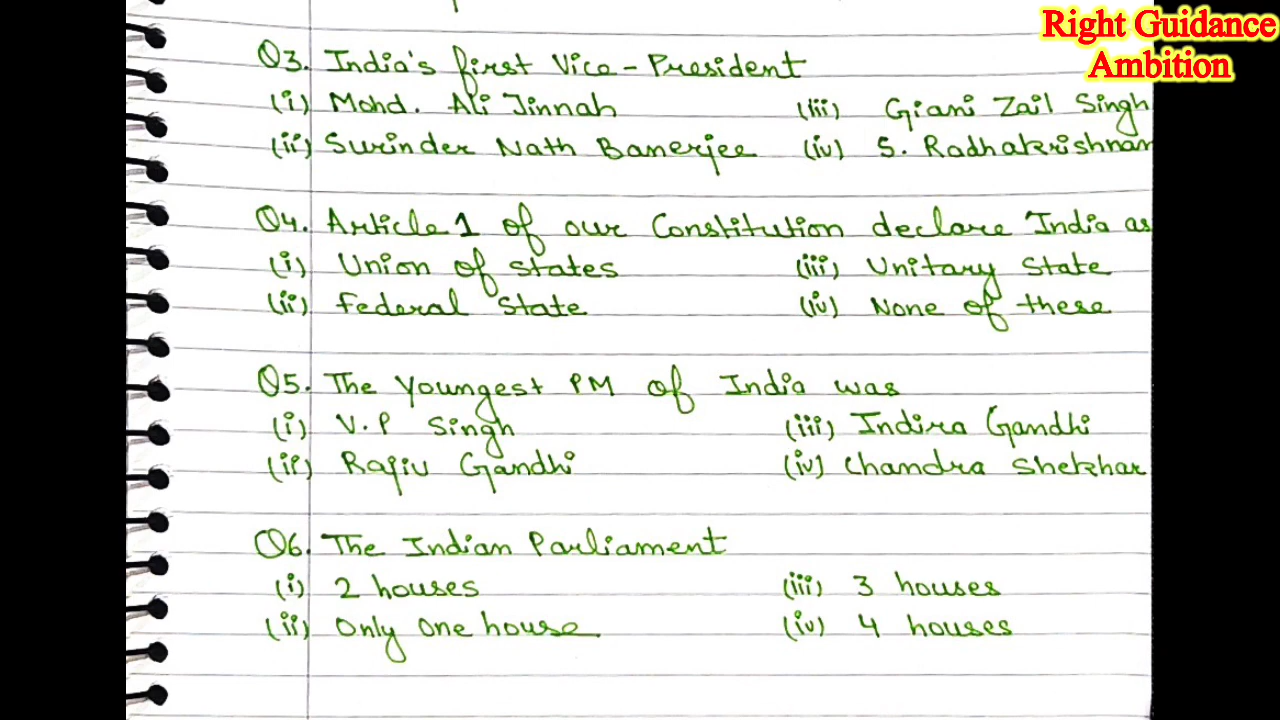 Right Guidance
Ambition
Q3. India's first Vice-President
(i) Mohd. Ali Jinnah (iii) Giani Zail Singh
(ii) Surinder Nath Banerjee (iv) S. Radhakrishnan
Q4. Article 1 of our Constitution declare India as
(i) Union of states (iii) Unitary State
(ii) Federal State (iv) None of these
Q5. The Youngest PM of India was
(i) V.P Singh (iii) Indira Gandhi
(ii) Rajiv Gandhi (iv) Chandra Shekhar
Q6. The Indian Parliament
(i) 2 houses (iii) 3 houses
(ii) Only one house (iv) 4 houses